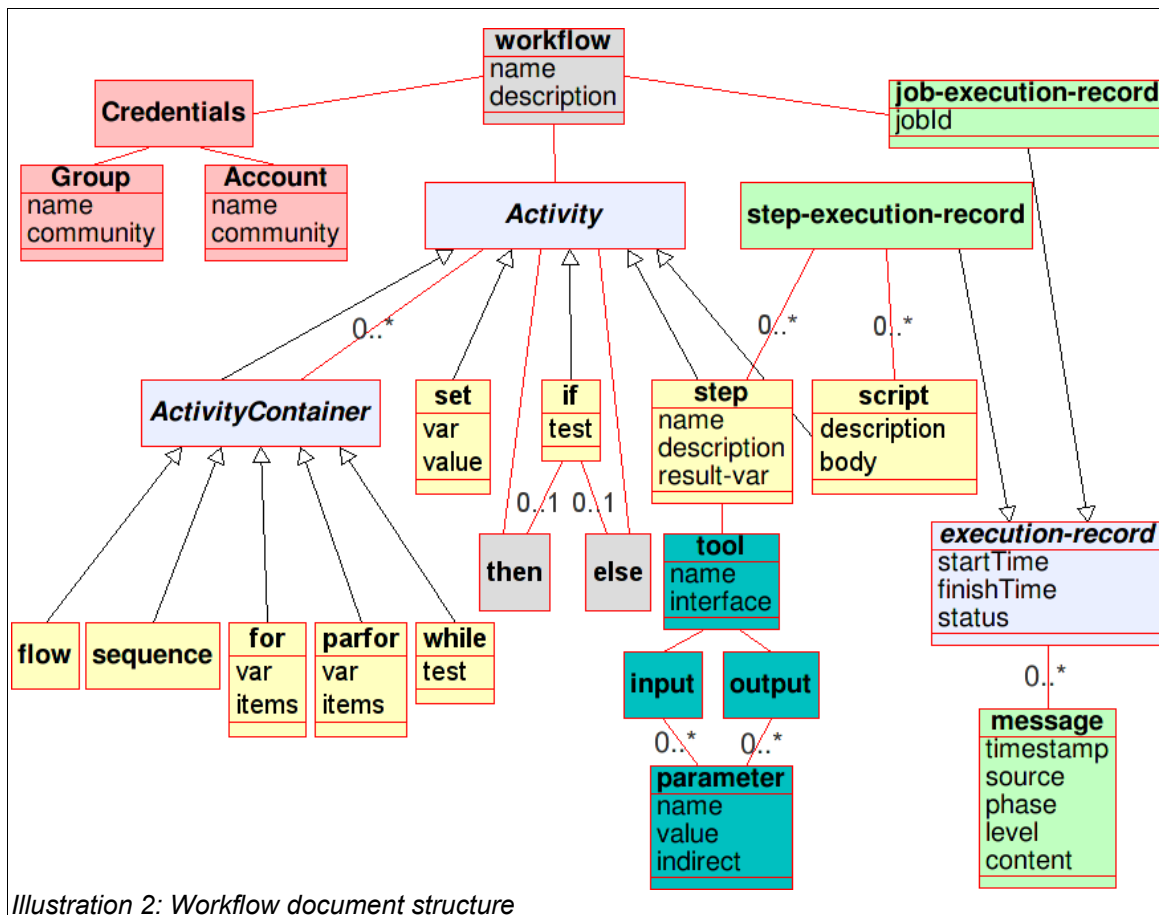 workflow
name
description
Credentials
job-execution-record
jobId
Group
name
community
Account
name
community
Activity
step-execution-record
0..*
0..*
0..*
ActivityContainer
set
var
value
if
test
step
name
description
result-var
script
description
body
0..1
0..1
then
else
tool
name
interface
execution-record
startTime
finishTime
status
flow
sequence
for
var
items
parfor
var
items
while
test
input
output
0..*
0..*
0..*
parameter
name
value
indirect
message
timestamp
source
phase
level
content
Illustration 2: Workflow document structure